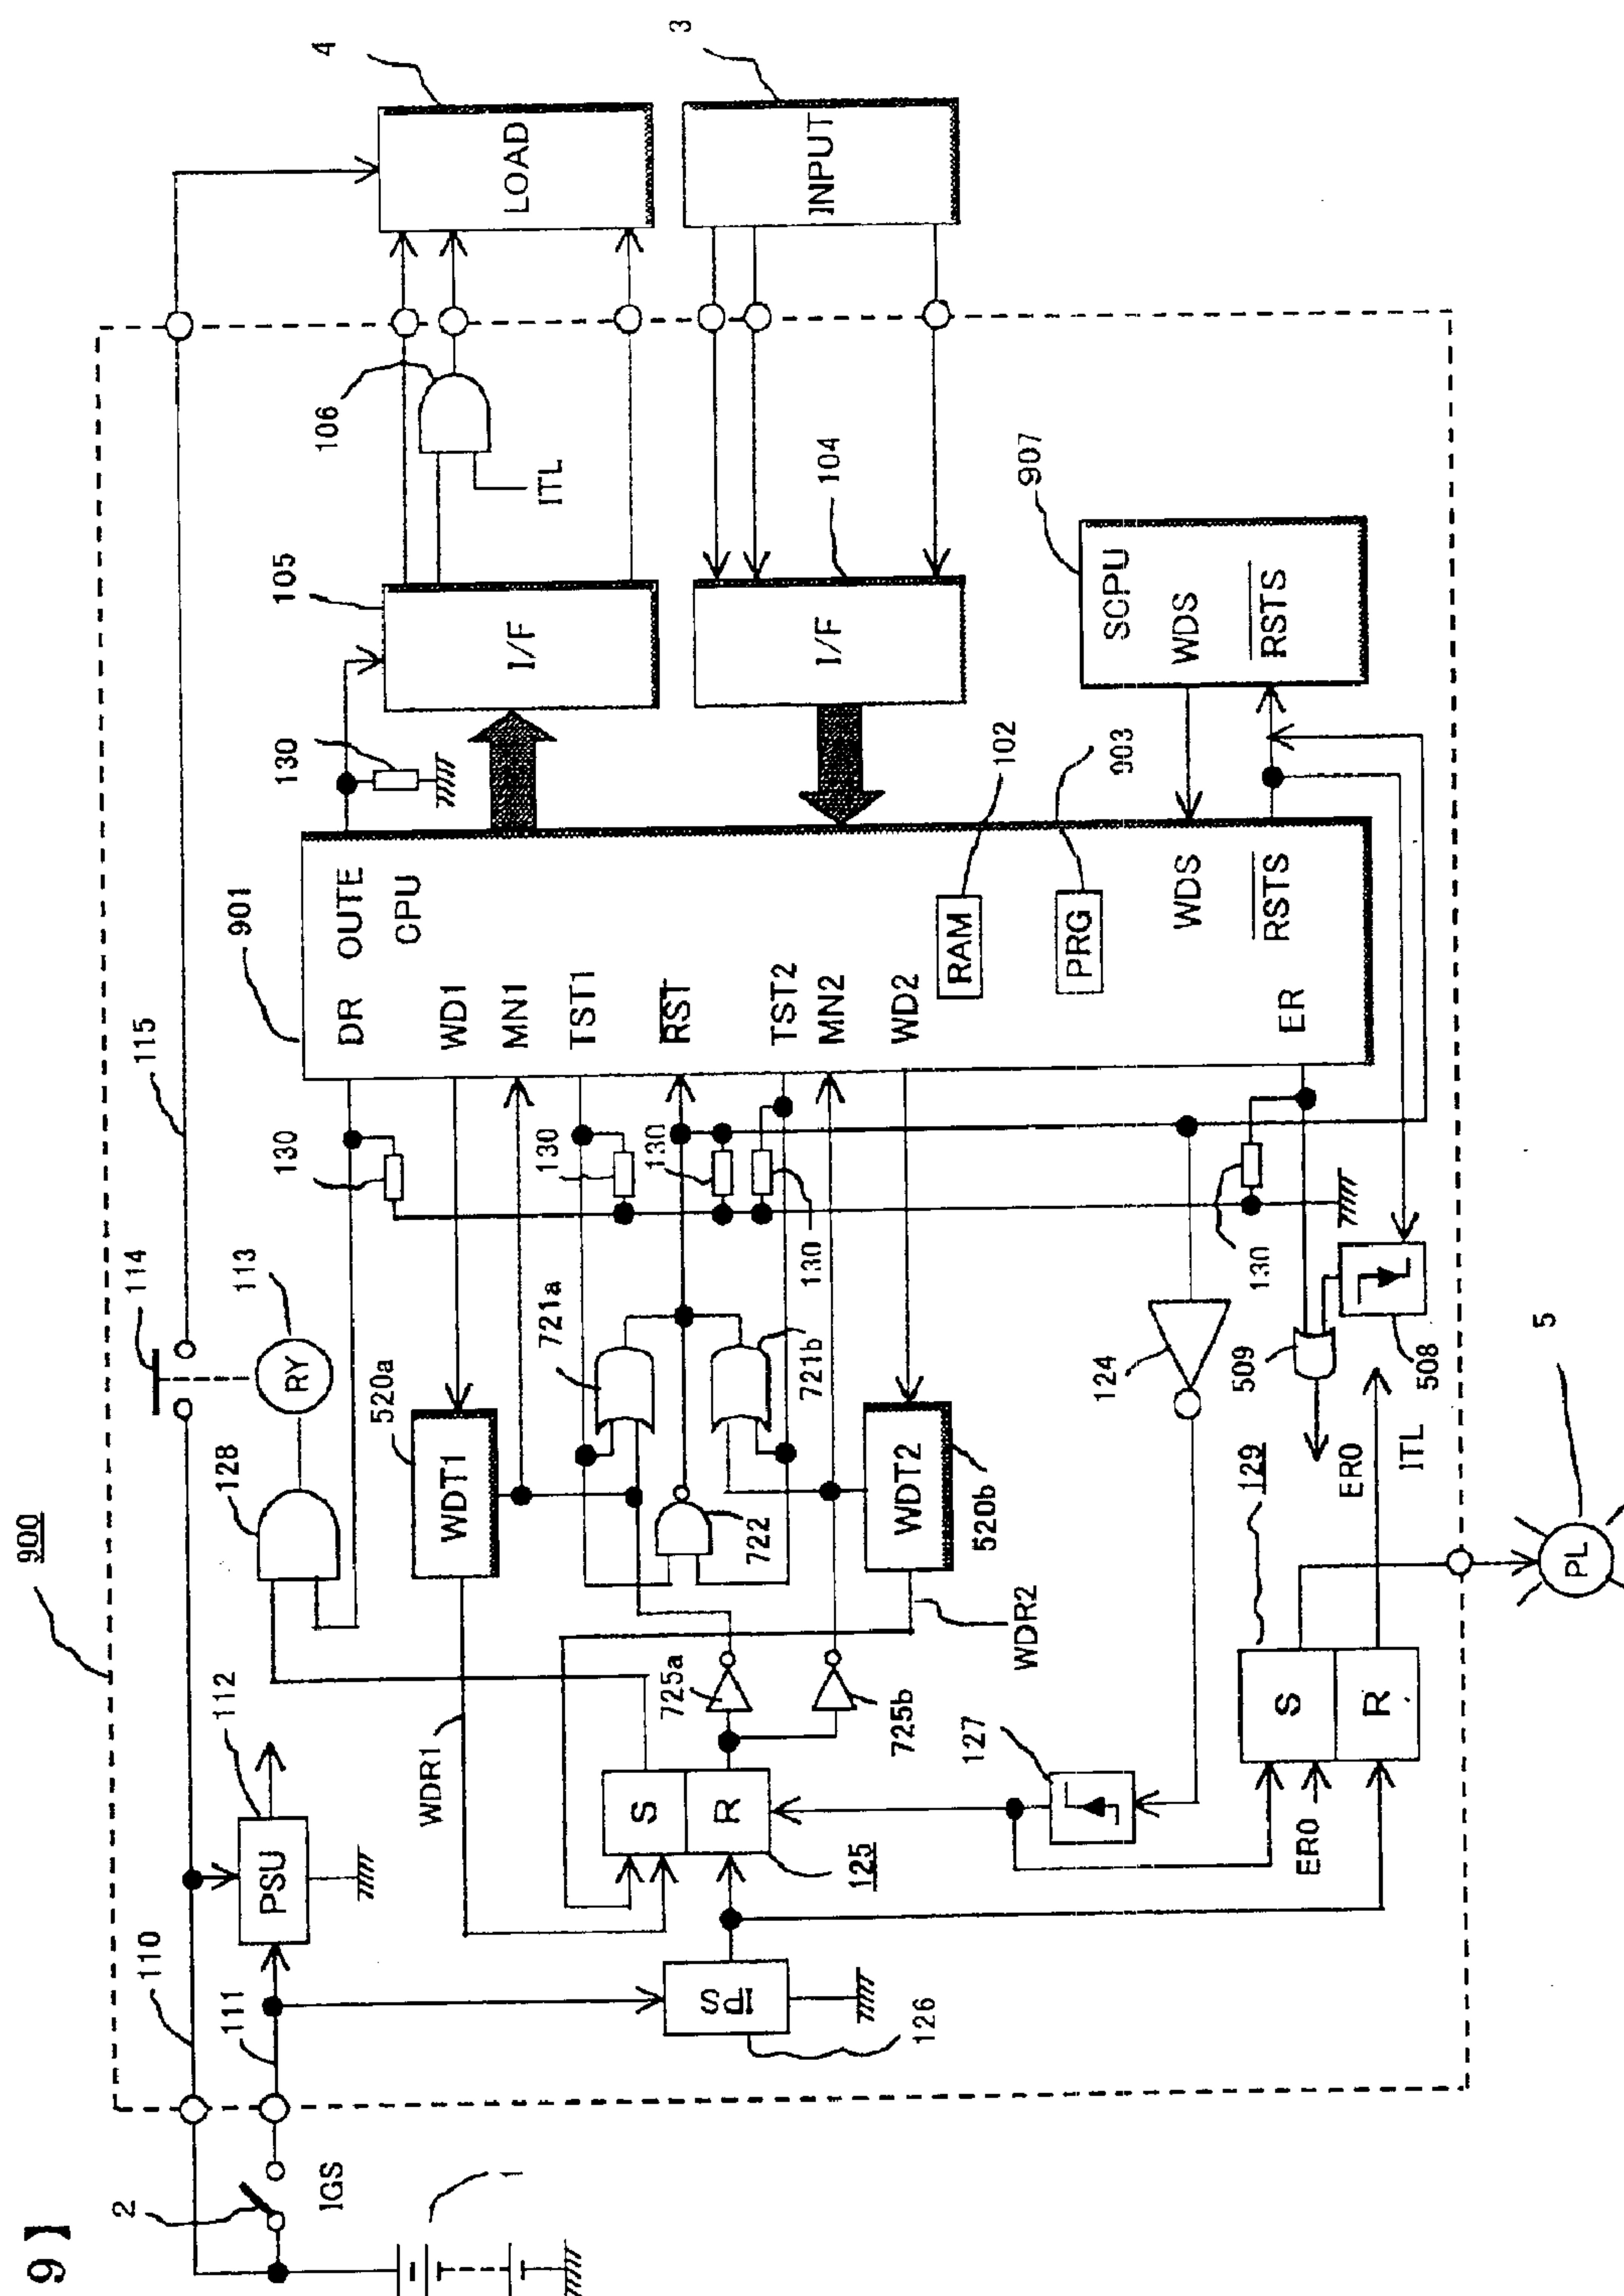 9】
900
1
2
IGS
110
111
PSU
112
114
115
RY
113
128
130
IPS
126
WDR1
S
R
125
725a
725b
WDR2
127
WDT1
520a
WDT2
520b
721a
721b
722
130
130
130
124
130
901
DR
OUTE
CPU
WD1
MN1
TST1
RST
TST2
MN2
WD2
RAM
102
PRG
903
WDS
RSTS
ER
130
I/F
105
106
ITL
I/F
104
LOAD
4
INPUT
3
SCPU
WDS
RSTS
907
509
508
ER0
ITL
129
S
R
ER0
PL
5